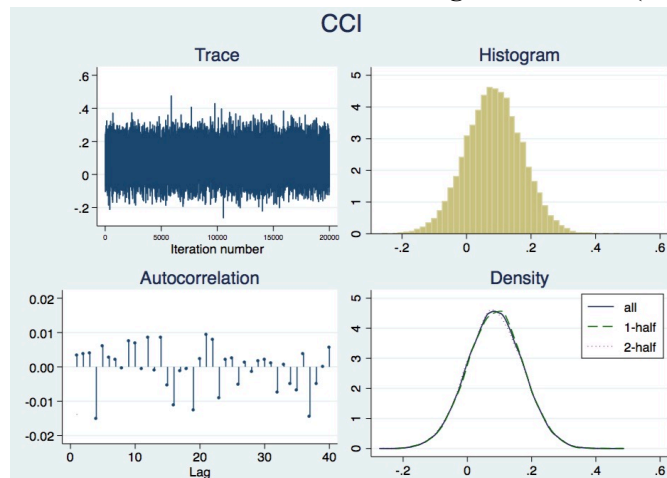 CCI
Trace
.6
.4
.2
0
-.2
0 5000 10000 15000 20000
Iteration number
Histogram
5
4
3
2
1
0
-.2 0 .2 .4 .6
Autocorrelation
0.02
0.01
0.00
-0.01
-0.02
0 10 20 30 40
Lag
Density
all
1-half
2-half
5
4
3
2
1
0
-.2 0 .2 .4 .6